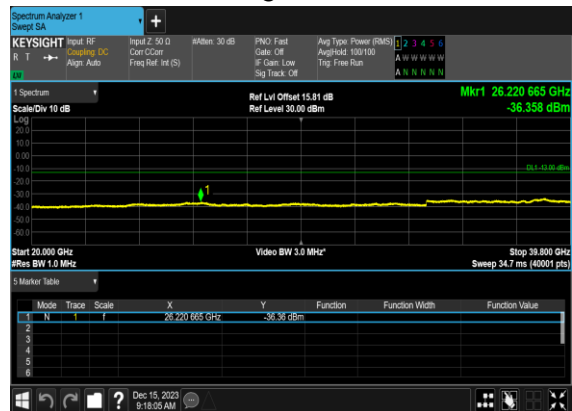 Spectrum Analyzer 1
Swept SA
+
KEYSIGHT Input: RF Input Z: 50 Ω #Atten: 30 dB PNO: Fast Avg Type: Power (RMS) 1 2 3 4 5 6
R T Coupling: DC Corr CCorr Gate: Off Avg|Hold: 100/100 A W W W W W
Align: Auto Freq Ref: Int (S) IF Gain: Low Trig: Free Run
LXI Sig Track: Off A N N N N N
1 Spectrum Mkr1 26.220 665 GHz
Ref Lvl Offset 15.81 dB
Scale/Div 10 dB Ref Level 30.00 dBm -36.358 dBm
Log
20.0
10.0
0.00
-10.0
DL1 -13.00 dBm
-20.0
-30.0
1
-40.0
-50.0
-60.0
Start 20.000 GHz Video BW 3.0 MHz* Stop 39.800 GHz
#Res BW 1.0 MHz Sweep 34.7 ms (40001 pts)
5 Marker Table
Mode Trace Scale X Y Function Function Width Function Value
1 N 1 f 26.220 665 GHz -36.36 dBm
2
3
4
5
6
? Dec 15, 2023
9:18:05 AM